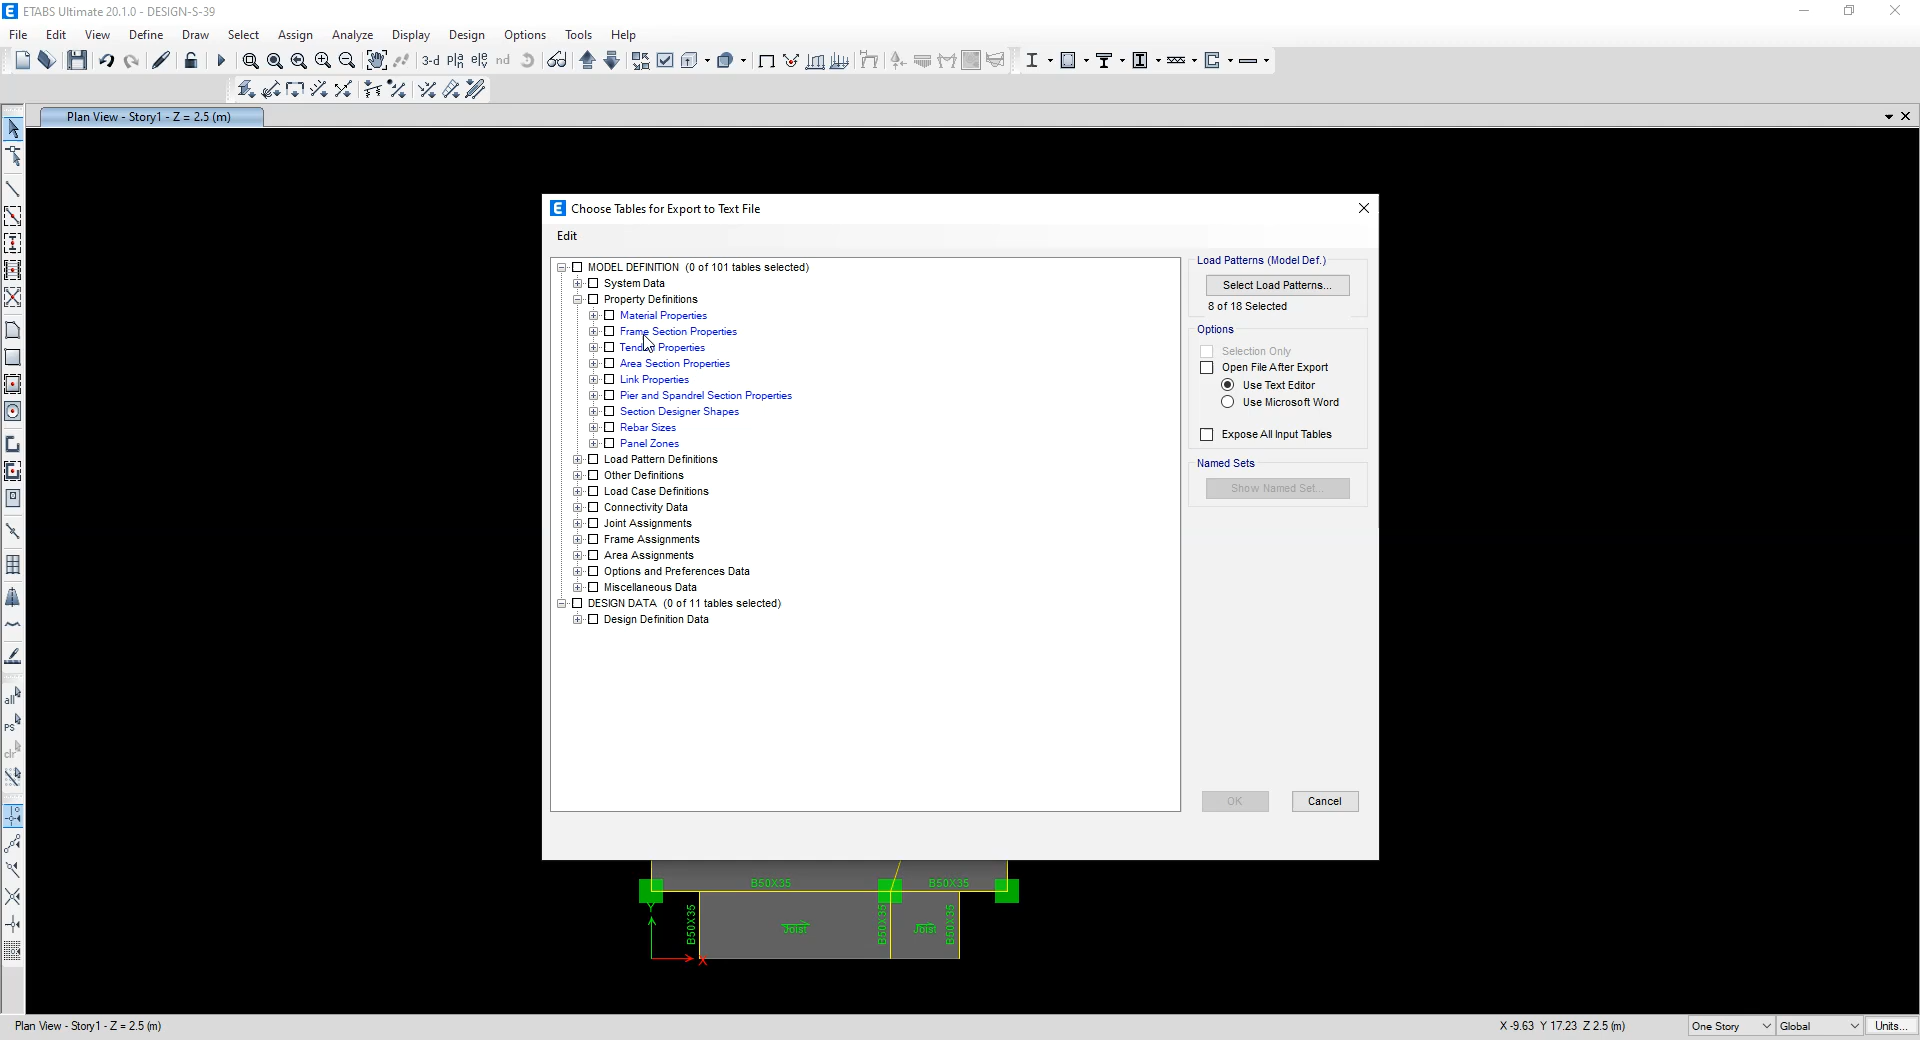 ETABS Ultimate 20.1.0 - DESIGN-S-39
File Edit View Define Draw Select Assign Analyze Display Design Options Tools Help
3-d nd
Plan View - Story1 - Z = 2.5 (m)
Choose Tables for Export to Text File
Edit
MODEL DEFINITION (0 of 101 tables selected)
System Data
Property Definitions
Material Properties
Frame Section Properties
Tendon Properties
Area Section Properties
Link Properties
Pier and Spandrel Section Properties
Section Designer Shapes
Rebar Sizes
Panel Zones
Load Pattern Definitions
Other Definitions
Load Case Definitions
Connectivity Data
Joint Assignments
Frame Assignments
Area Assignments
Options and Preferences Data
Miscellaneous Data
DESIGN DATA (0 of 11 tables selected)
Design Definition Data
Load Patterns (Model Def.)
Select Load Patterns...
8 of 18 Selected
Options
Selection Only
Open File After Export
Use Text Editor
Use Microsoft Word
Expose All Input Tables
Named Sets
Show Named Set...
OK Cancel
all
PS
clr
B50X35 B50X35
B50X35 Joist B50X35 Joist B50X35
Y
X
Plan View - Story1 - Z = 2.5 (m) X -9.63 Y 17.23 Z 2.5 (m) One Story Global Units...